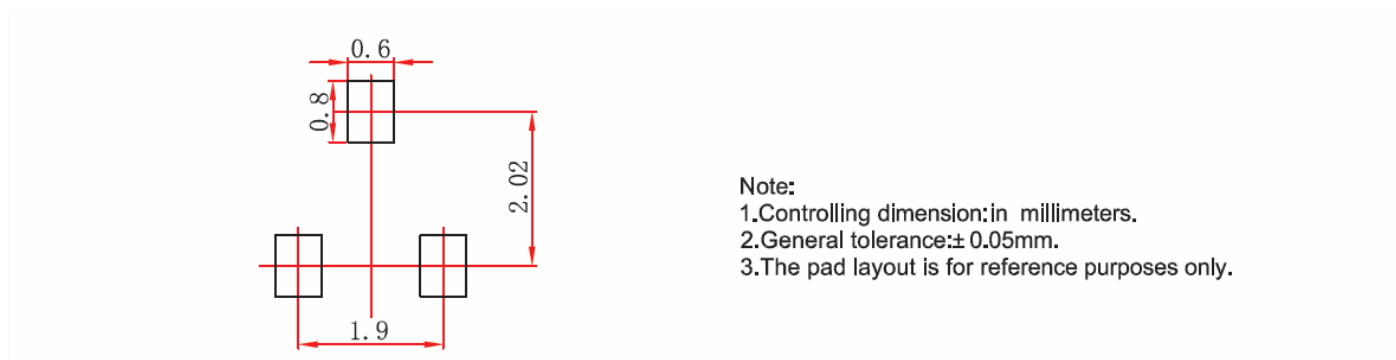 0.6
0.8
2.02
1.9
Note:
1.Controlling dimension:in millimeters.
2.General tolerance:± 0.05mm.
3.The pad layout is for reference purposes only.